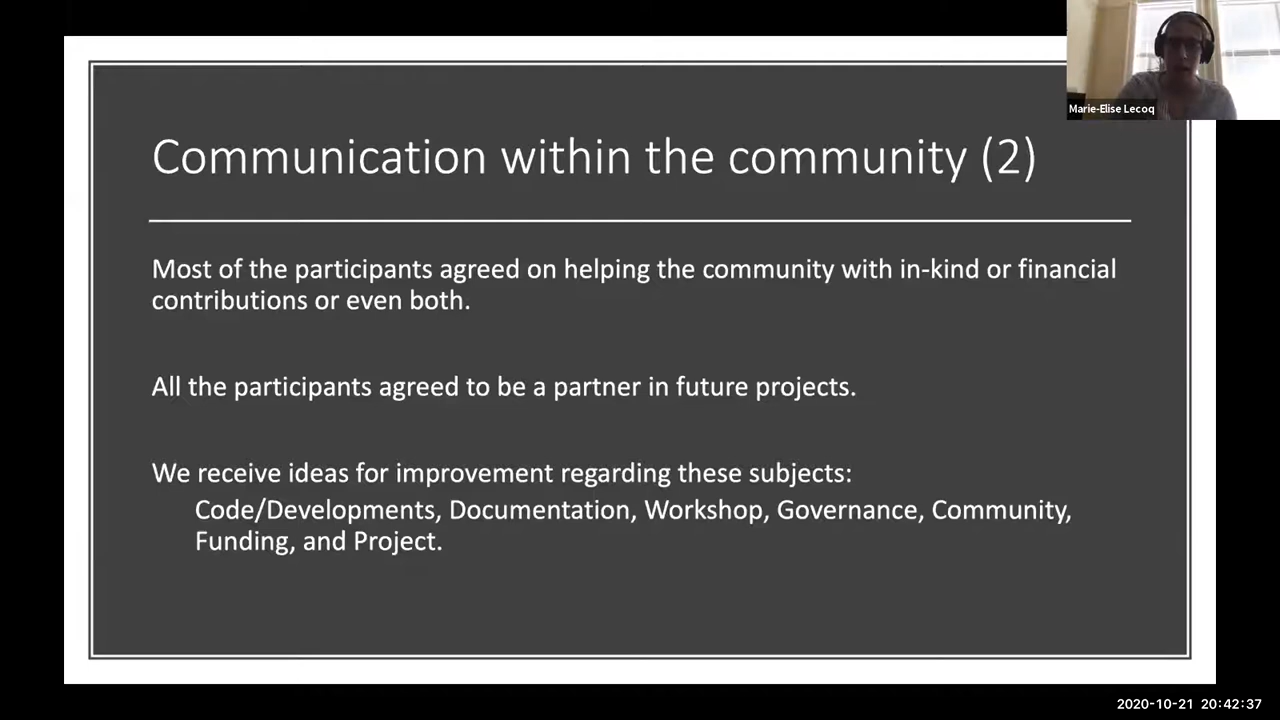 Marie-Elise Lecoq
Communication within the community (2)
Most of the participants agreed on helping the community with in-kind or financial
contributions or even both.
All the participants agreed to be a partner in future projects.
We receive ideas for improvement regarding these subjects:
Code/Developments, Documentation, Workshop, Governance, Community,
Funding, and Project.
2020-10-21 20:42:37